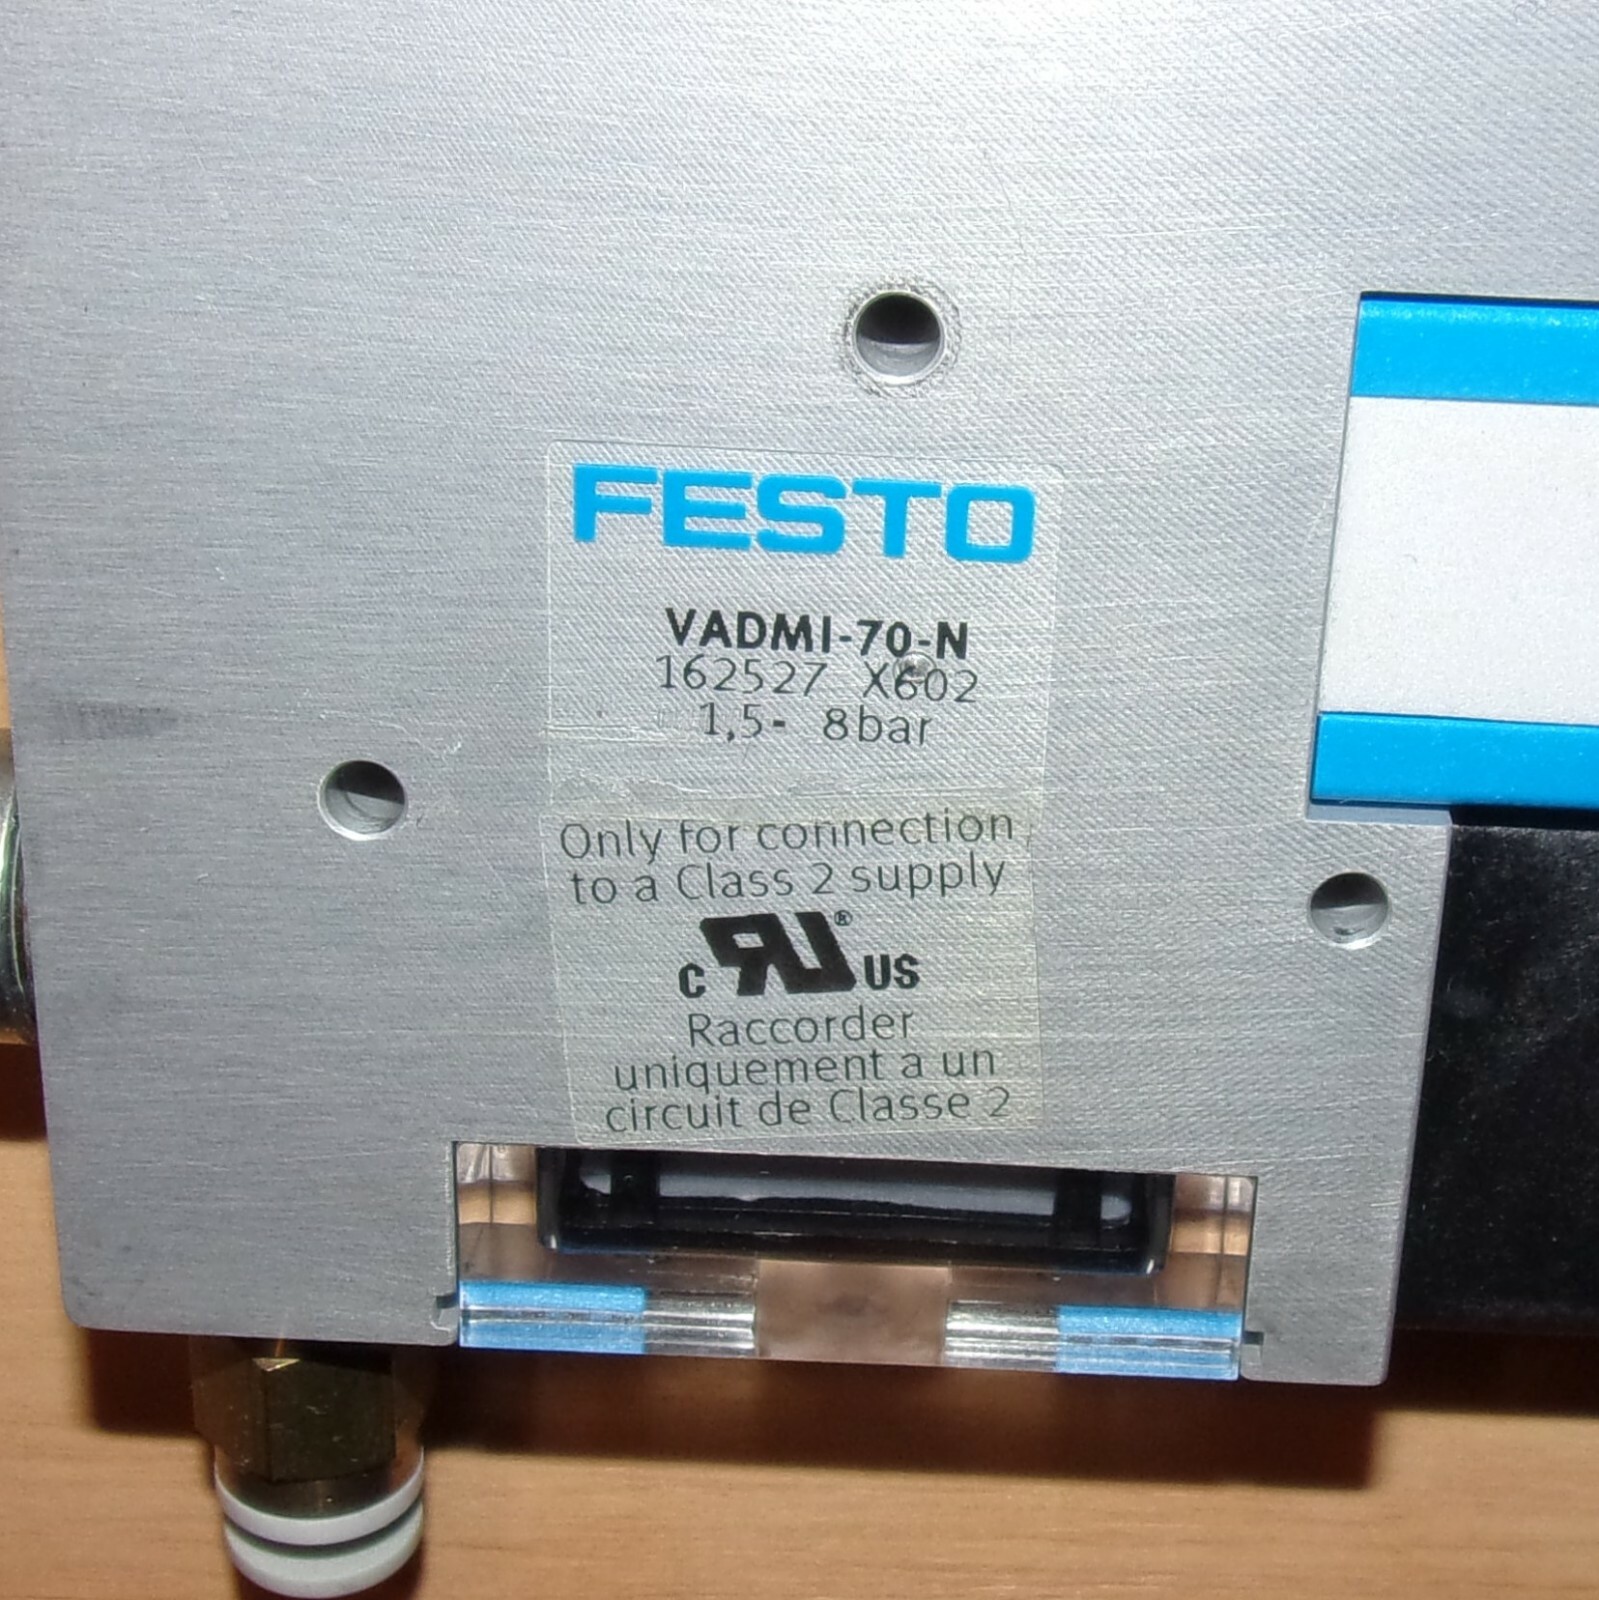 FESTO
VADMI-70-N
162527 X602
1,5- 8bar
Only for connection
to a Class 2 supply
c RU® US
Raccorder
uniquement a un
circuit de Classe 2